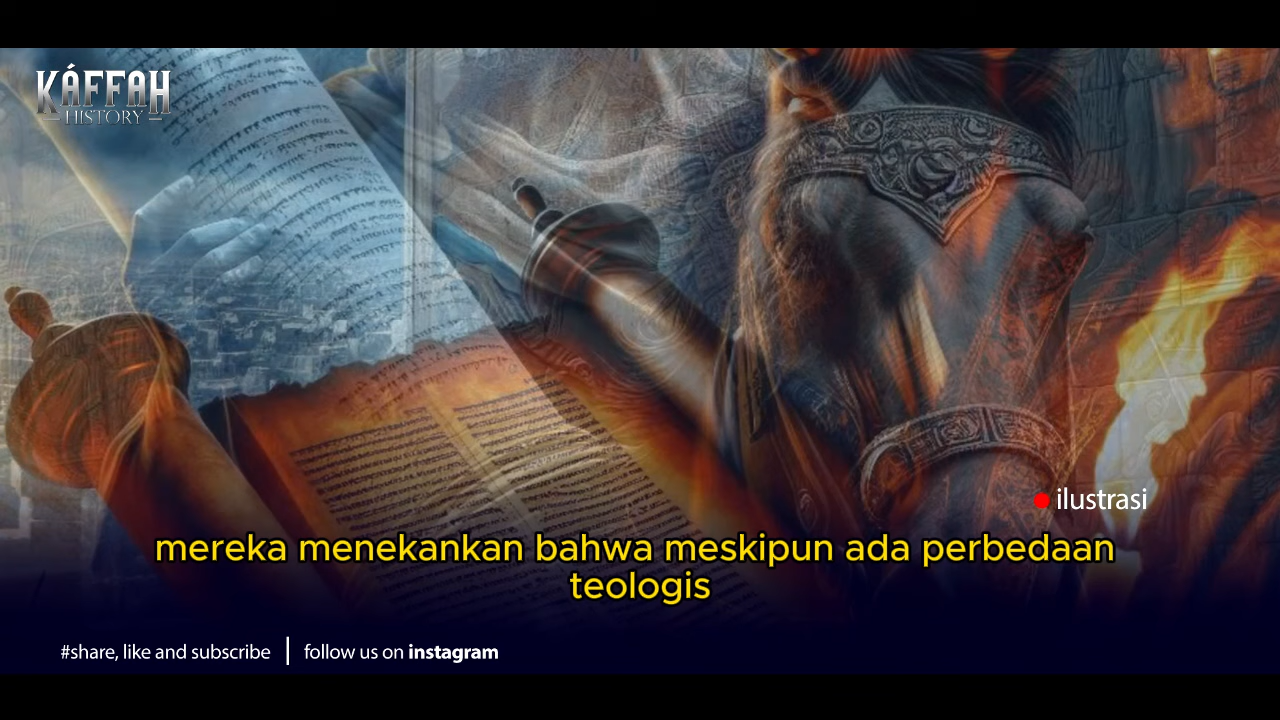 KÁFFAH
HISTORY
ilustrasi
mereka menekankan bahwa meskipun ada perbedaan
teologis
#share, like and subscribe | follow us on instagram